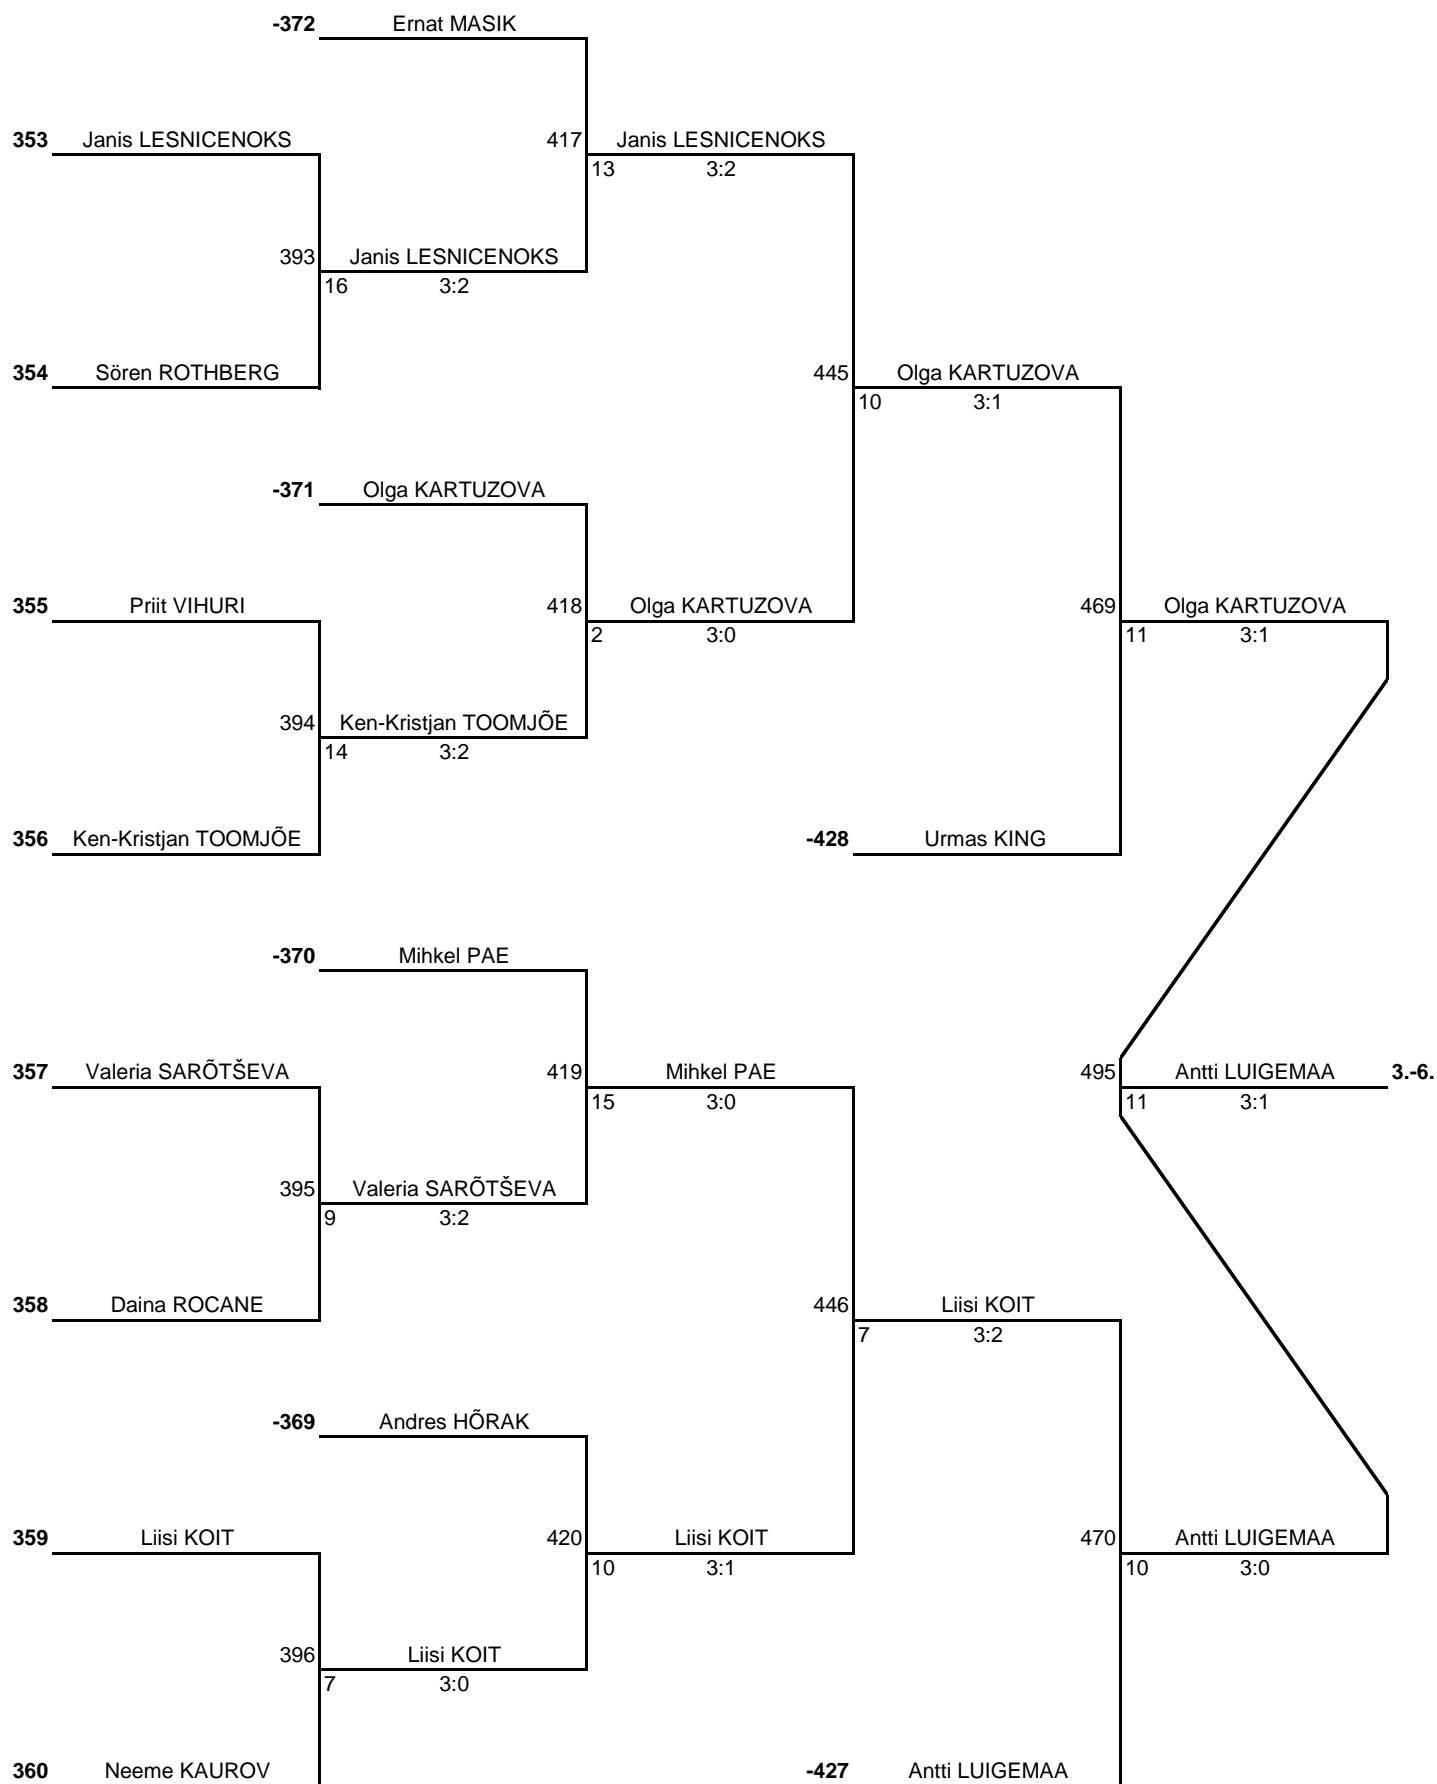 -372 Ernat MASIK
353 Janis LESNICENOKS 417 Janis LESNICENOKS
13 3:2
393 Janis LESNICENOKS
16 3:2
354 Sören ROTHBERG 445 Olga KARTUZOVA
10 3:1
-371 Olga KARTUZOVA
355 Priit VIHURI 418 Olga KARTUZOVA 469 Olga KARTUZOVA
2 3:0 11 3:1
394 Ken-Kristjan TOOMJÕE
14 3:2
356 Ken-Kristjan TOOMJÕE -428 Urmas KING
-370 Mihkel PAE
357 Valeria SARÕTŠEVA 419 Mihkel PAE 495 Antti LUIGEMAA 3.-6.
15 3:0 11 3:1
395 Valeria SARÕTŠEVA
9 3:2
358 Daina ROCANE 446 Liisi KOIT
7 3:2
-369 Andres HÕRAK
359 Liisi KOIT 420 Liisi KOIT 470 Antti LUIGEMAA
10 3:1 10 3:0
396 Liisi KOIT
7 3:0
360 Neeme KAUROV -427 Antti LUIGEMAA